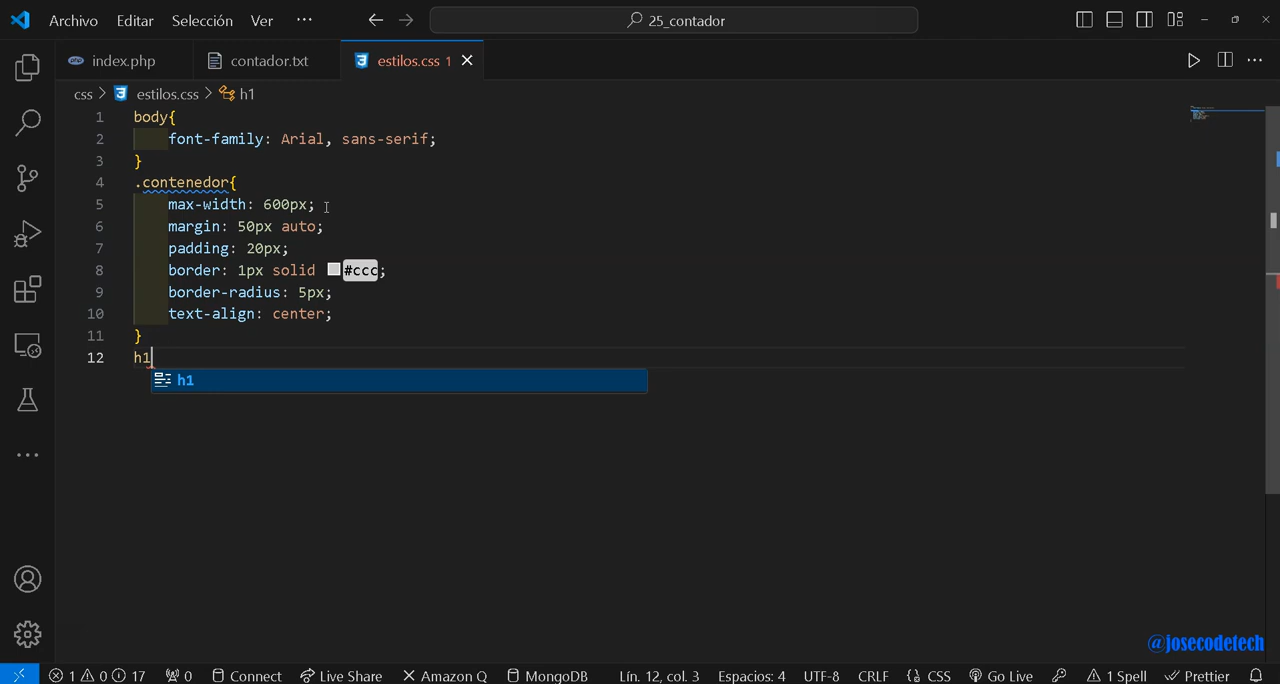 Archivo Editar Selección Ver ··· 25_contador
index.php contador.txt estilos.css 1
css > estilos.css > h1
1 body{
2 font-family: Arial, sans-serif;
3 }
4 .contenedor{
5 max-width: 600px;
6 margin: 50px auto;
7 padding: 20px;
8 border: 1px solid #ccc;
9 border-radius: 5px;
10 text-align: center;
11 }
12 h1
h1
@josecodetech
1 0 17 0 Connect Live Share Amazon Q MongoDB Lín. 12, col. 3 Espacios: 4 UTF-8 CRLF {} CSS Go Live 1 Spell Prettier